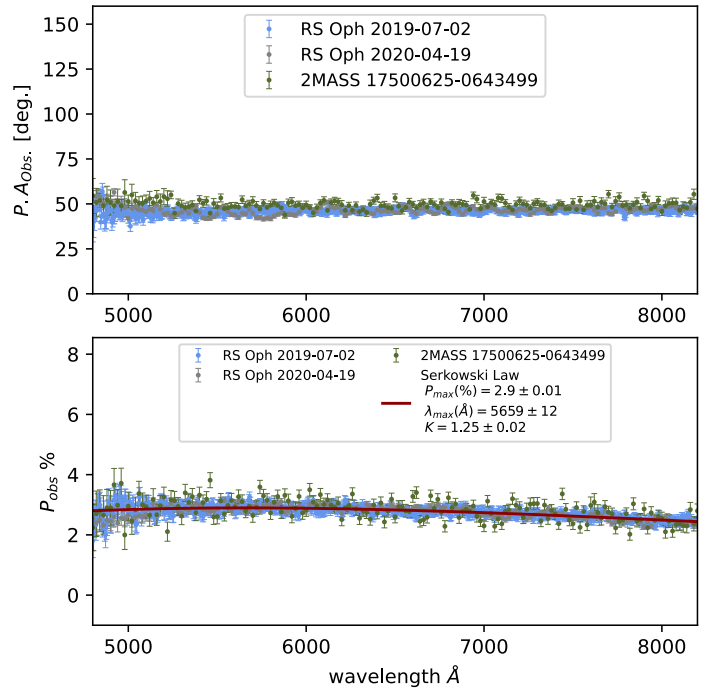 150
125
100
75
50
25
0
P. A_Obs. [deg.]
RS Oph 2019-07-02
RS Oph 2020-04-19
2MASS 17500625-0643499
5000 6000 7000 8000
8
6
4
2
0
P_obs %
RS Oph 2019-07-02
RS Oph 2020-04-19
2MASS 17500625-0643499
Serkowski Law
P_max(%) = 2.9 ± 0.01
λ_max(Å) = 5659 ± 12
K = 1.25 ± 0.02
5000 6000 7000 8000
wavelength Å